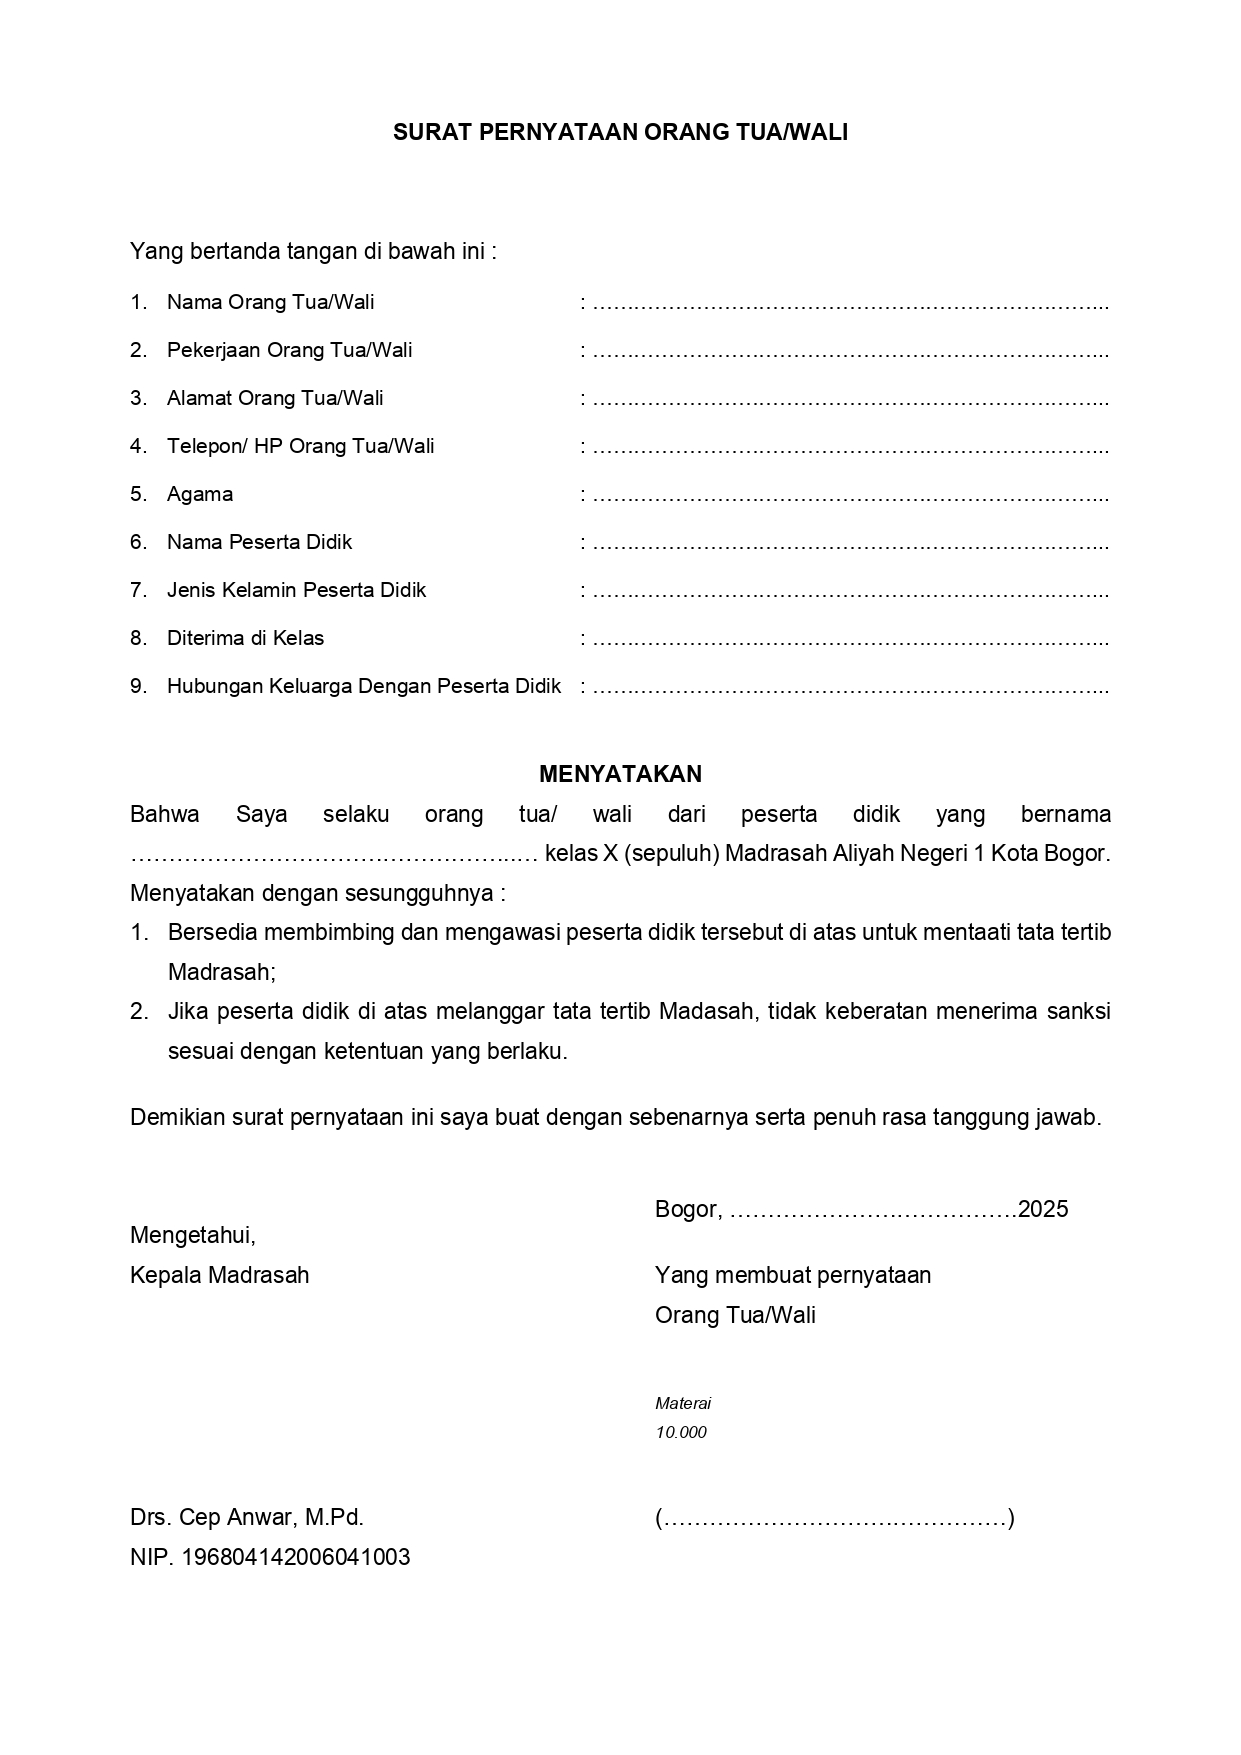 SURAT PERNYATAAN ORANG TUA/WALI
Yang bertanda tangan di bawah ini :
1. Nama Orang Tua/Wali : ……………………………………………………………………...
2. Pekerjaan Orang Tua/Wali : ……………………………………………………………………...
3. Alamat Orang Tua/Wali : ……………………………………………………………………...
4. Telepon/ HP Orang Tua/Wali : ……………………………………………………………………...
5. Agama : ……………………………………………………………………...
6. Nama Peserta Didik : ……………………………………………………………………...
7. Jenis Kelamin Peserta Didik : ……………………………………………………………………...
8. Diterima di Kelas : ……………………………………………………………………...
9. Hubungan Keluarga Dengan Peserta Didik : ……………………………………………………………………...
MENYATAKAN
Bahwa Saya selaku orang tua/ wali dari peserta didik yang bernama
……………………………………………...… kelas X (sepuluh) Madrasah Aliyah Negeri 1 Kota Bogor.
Menyatakan dengan sesungguhnya :
1. Bersedia membimbing dan mengawasi peserta didik tersebut di atas untuk mentaati tata tertib
Madrasah;
2. Jika peserta didik di atas melanggar tata tertib Madasah, tidak keberatan menerima sanksi
sesuai dengan ketentuan yang berlaku.
Demikian surat pernyataan ini saya buat dengan sebenarnya serta penuh rasa tanggung jawab.
Bogor, ……………………………….2025
Mengetahui,
Kepala Madrasah Yang membuat pernyataan
Orang Tua/Wali
Materai
10.000
Drs. Cep Anwar, M.Pd. (………………………………………)
NIP. 196804142006041003